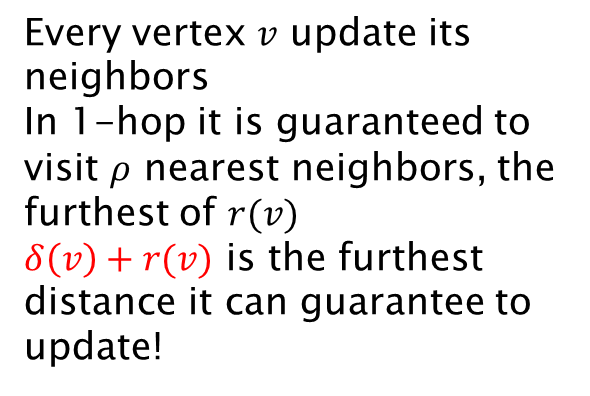 Every vertex 𝑣 update its
neighbors
In 1-hop it is guaranteed to
visit 𝜌 nearest neighbors, the
furthest of 𝑟(𝑣)
𝛿(𝑣) + 𝑟(𝑣) is the furthest
distance it can guarantee to
update!